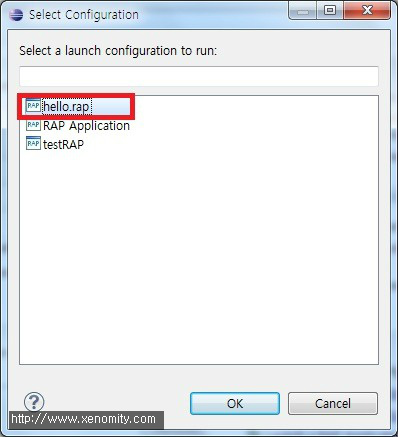 Select Configuration
Select a launch configuration to run:
RAP hello.rap
RAP RAP Application
RAP testRAP
?
OK
Cancel
http://www.xenomity.com